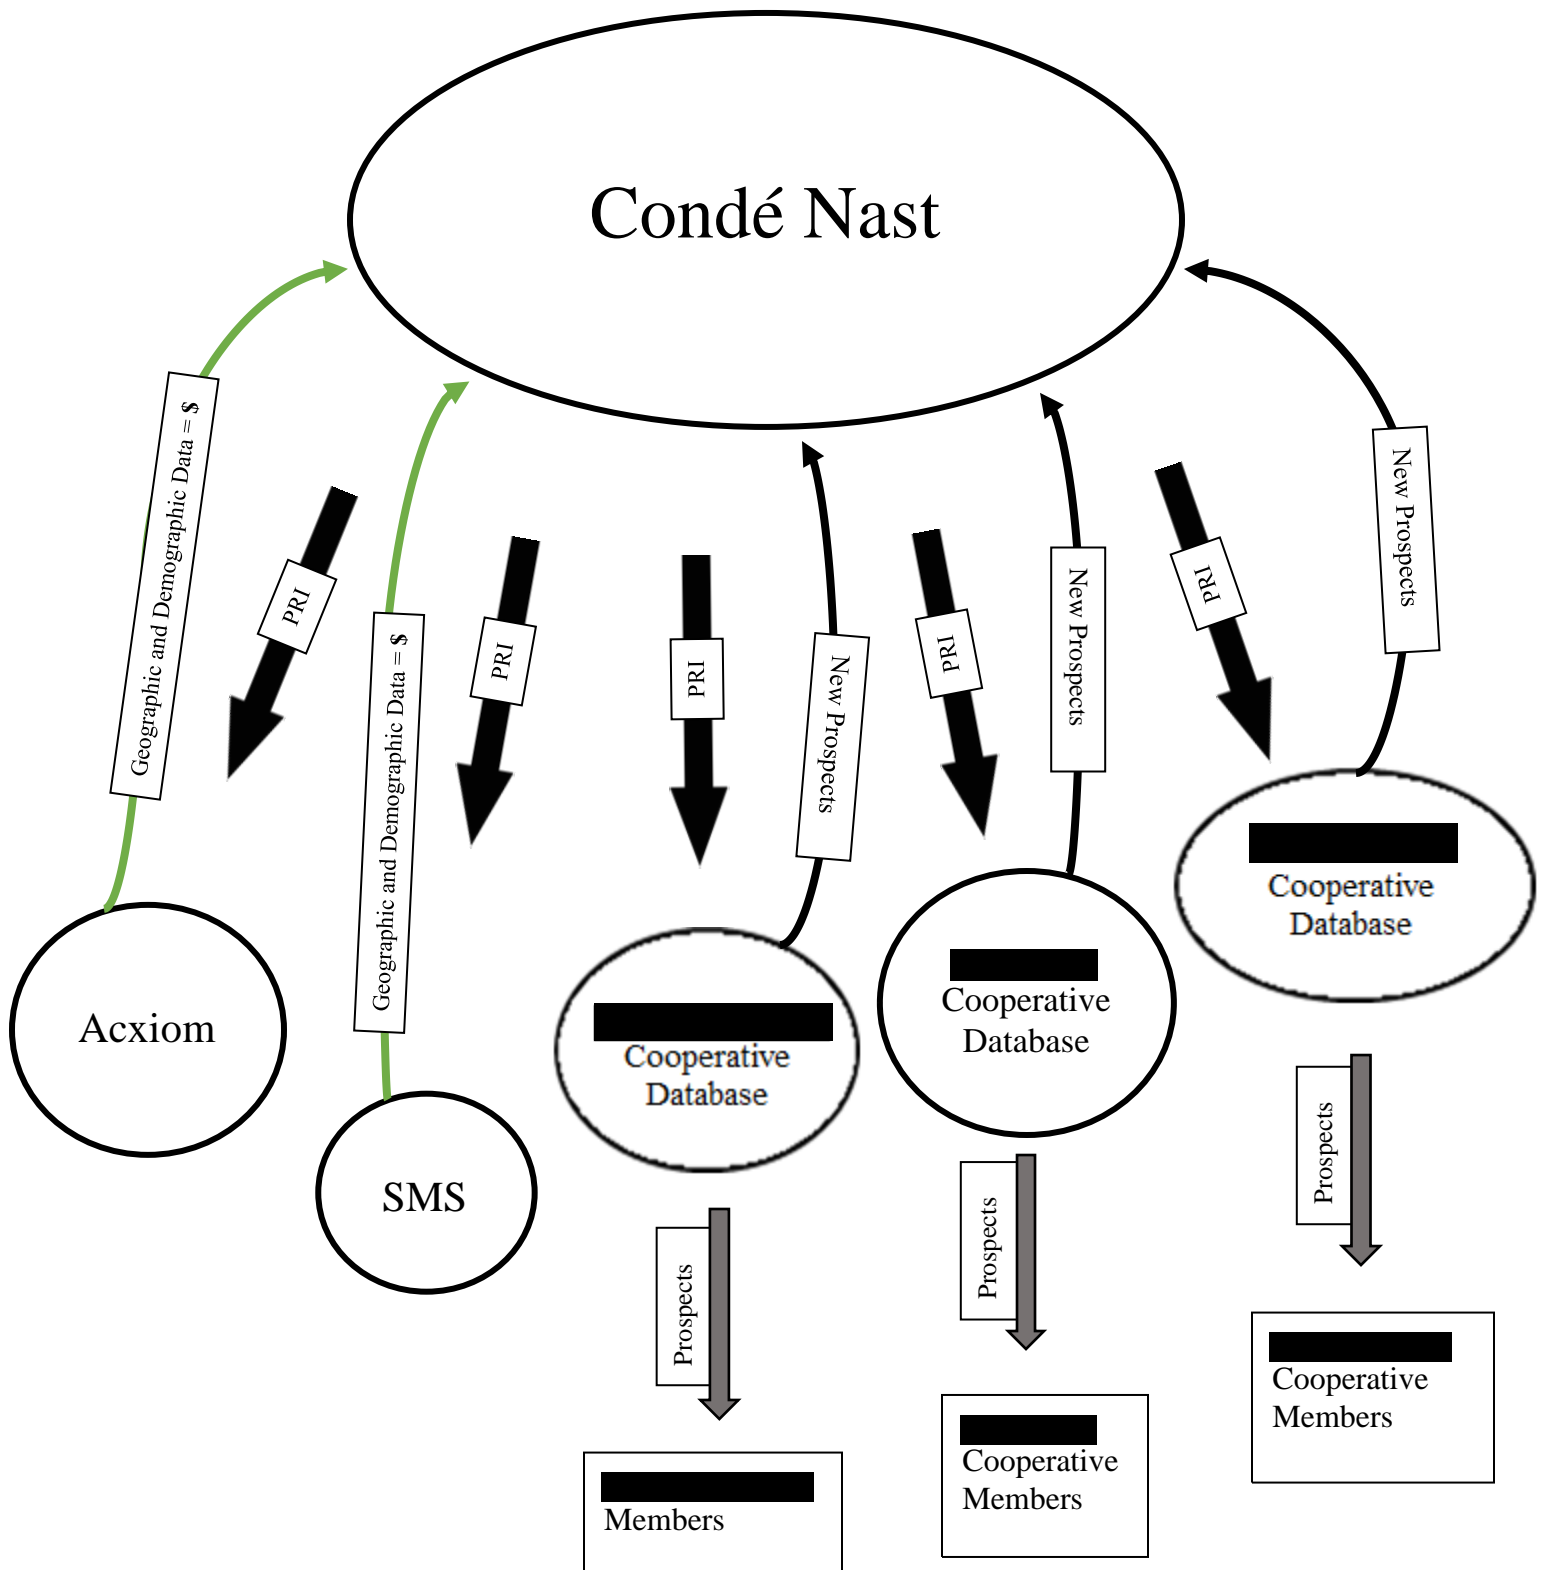 Condé Nast
Geographic and Demographic Data = $
PRI
Geographic and Demographic Data = $
PRI
PRI
New Prospects
PRI
New Prospects
PRI
New Prospects
Acxiom
SMS
Cooperative
Database
Cooperative
Database
Cooperative
Database
Prospects
Prospects
Prospects
Members
Cooperative
Members
Cooperative
Members